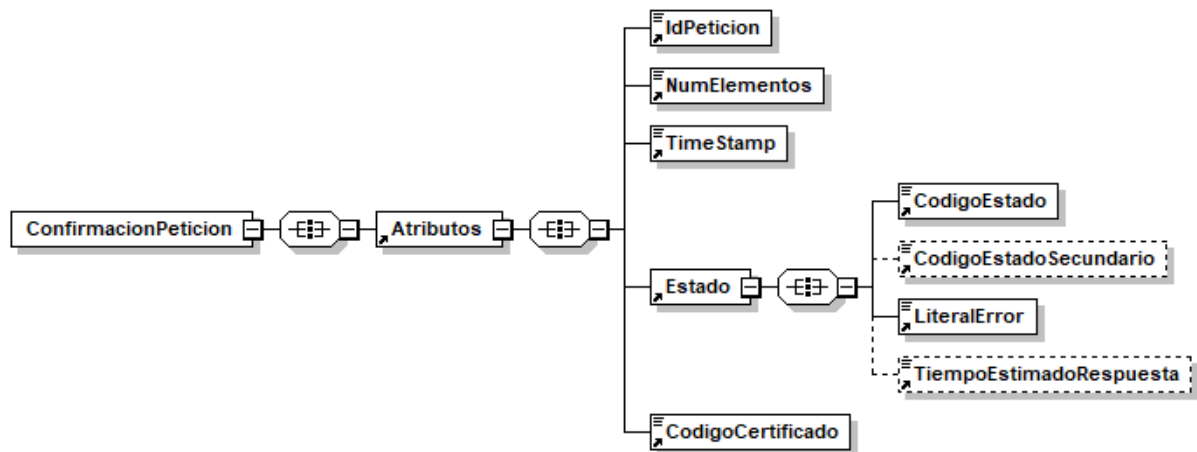 IdPeticion
NumElementos
TimeStamp
ConfirmacionPeticion
Atributos
Estado
CodigoEstado
CodigoEstadoSecundario
LiteralError
TiempoEstimadoRespuesta
CodigoCertificado